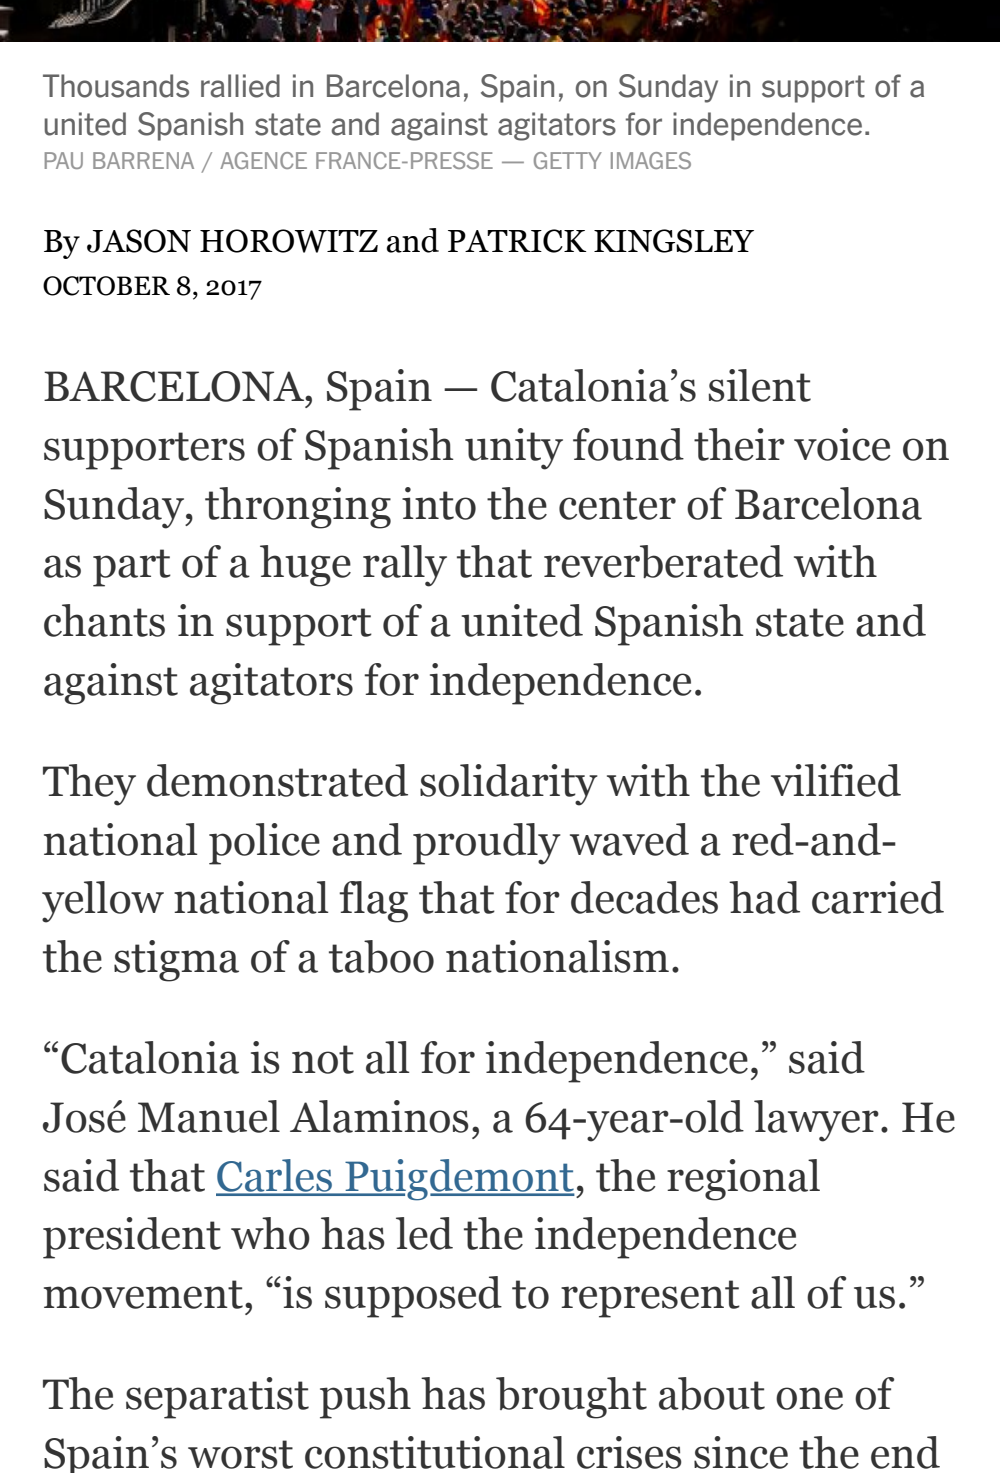 Thousands rallied in Barcelona, Spain, on Sunday in support of a
united Spanish state and against agitators for independence.
PAU BARRENA / AGENCE FRANCE-PRESSE — GETTY IMAGES
By JASON HOROWITZ and PATRICK KINGSLEY
OCTOBER 8, 2017
BARCELONA, Spain — Catalonia’s silent
supporters of Spanish unity found their voice on
Sunday, thronging into the center of Barcelona
as part of a huge rally that reverberated with
chants in support of a united Spanish state and
against agitators for independence.
They demonstrated solidarity with the vilified
national police and proudly waved a red-and-
yellow national flag that for decades had carried
the stigma of a taboo nationalism.
“Catalonia is not all for independence,” said
José Manuel Alaminos, a 64-year-old lawyer. He
said that Carles Puigdemont, the regional
president who has led the independence
movement, “is supposed to represent all of us.”
The separatist push has brought about one of
Spain’s worst constitutional crises since the end